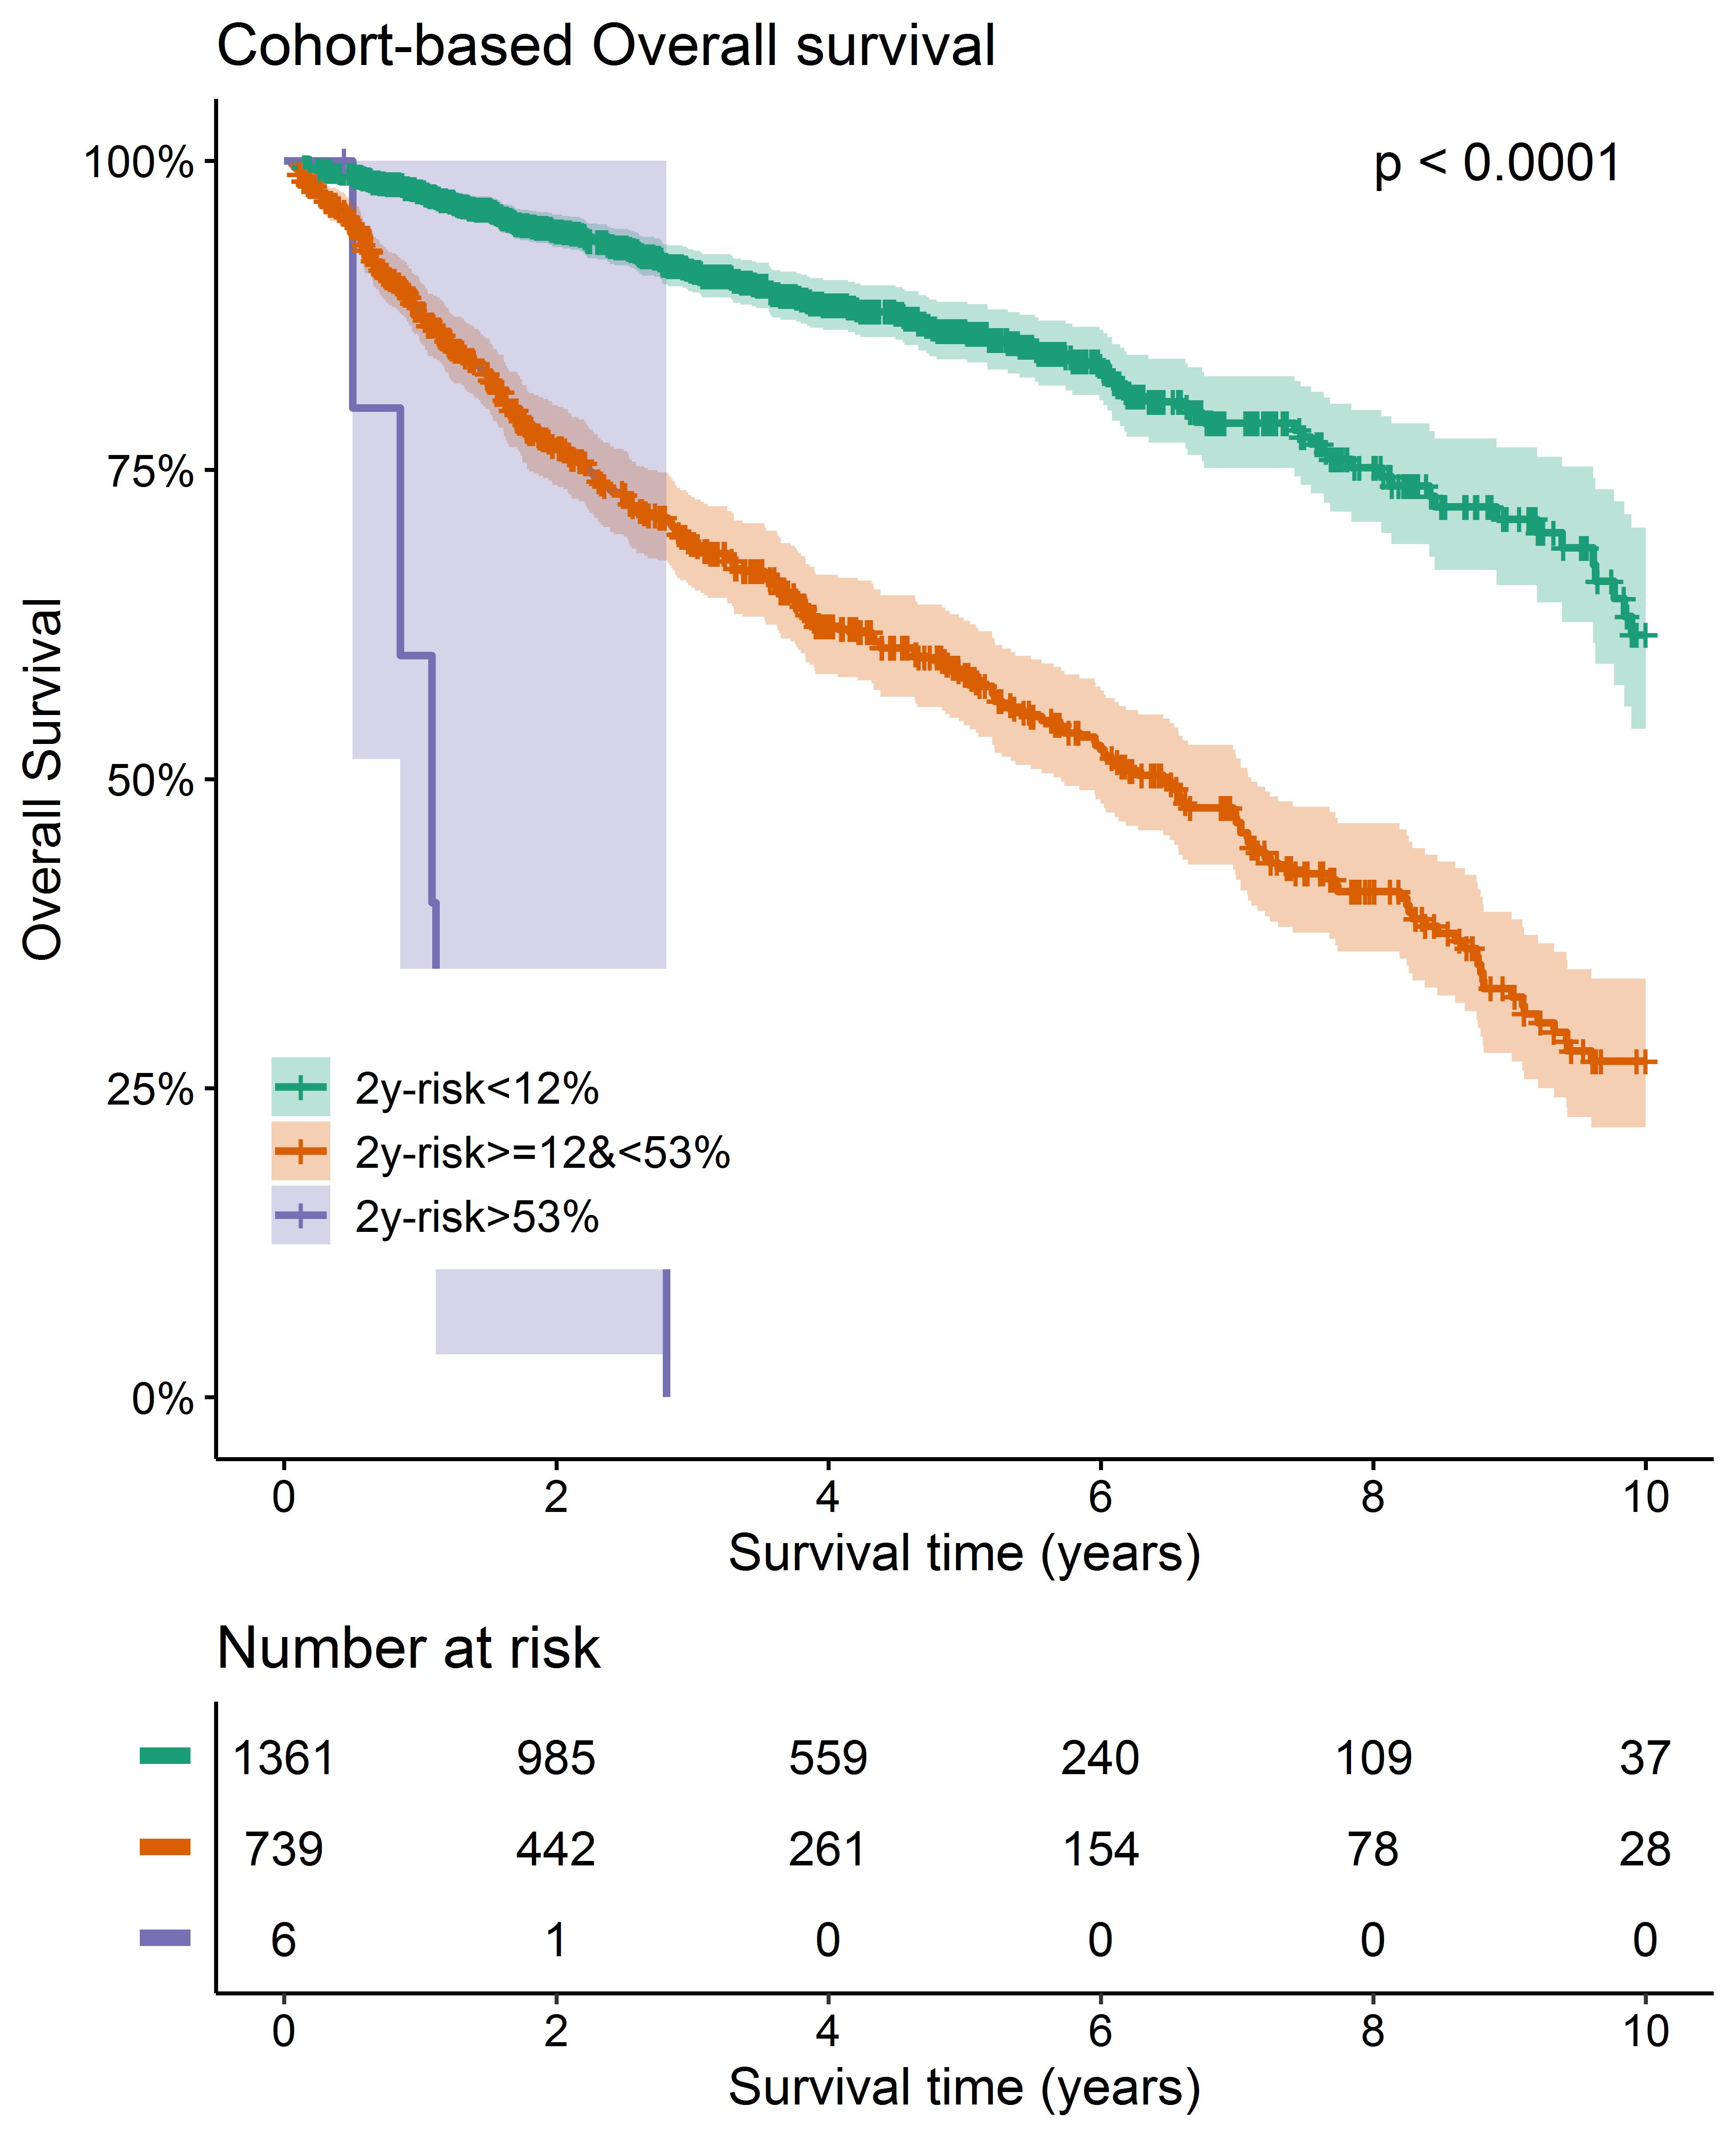 Cohort-based Overall survival
p < 0.0001
100%
75%
50%
25%
0%
Overall Survival
2y-risk<12%
2y-risk>=12&<53%
2y-risk>53%
0 2 4 6 8 10
Survival time (years)
Number at risk
1361 985 559 240 109 37
739 442 261 154 78 28
6 1 0 0 0 0
0 2 4 6 8 10
Survival time (years)